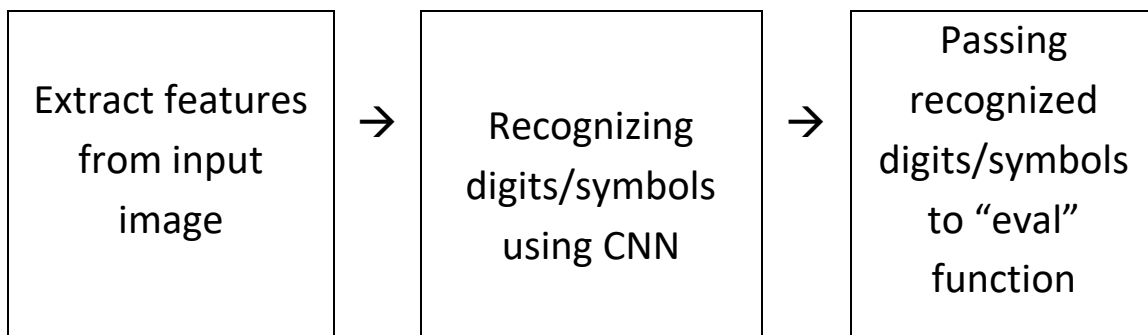 Extract features
from input
image
→
Recognizing
digits/symbols
using CNN
→
Passing
recognized
digits/symbols
to “eval”
function